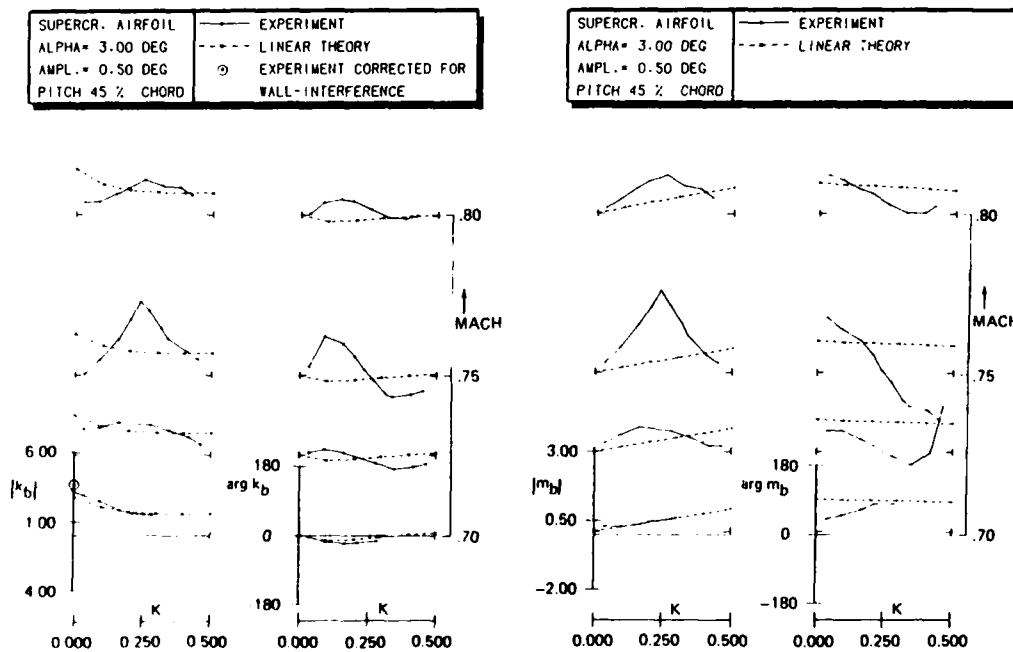 SUPERCR. AIRFOIL
ALPHA= 3.00 DEG
AMPL.= 0.50 DEG
PITCH 45 % CHORD
EXPERIMENT
LINEAR THEORY
EXPERIMENT CORRECTED FOR
WALL-INTERFERENCE
SUPERCR. AIRFOIL
ALPHA= 3.00 DEG
AMPL.= 0.50 DEG
PITCH 45 % CHORD
EXPERIMENT
LINEAR THEORY
.80
MACH
.75
.70
6 00
|k_b|
1 00
4 00
180
arg k_b
0
-180
K
0.000 0.250 0.500
K
0.000 0.250 0.500
.80
MACH
.75
.70
3.00
|m_b|
0.50
-2.00
180
arg m_b
0
-180
K
0.000 0.250 0.500
K
0.000 0.250 0.500